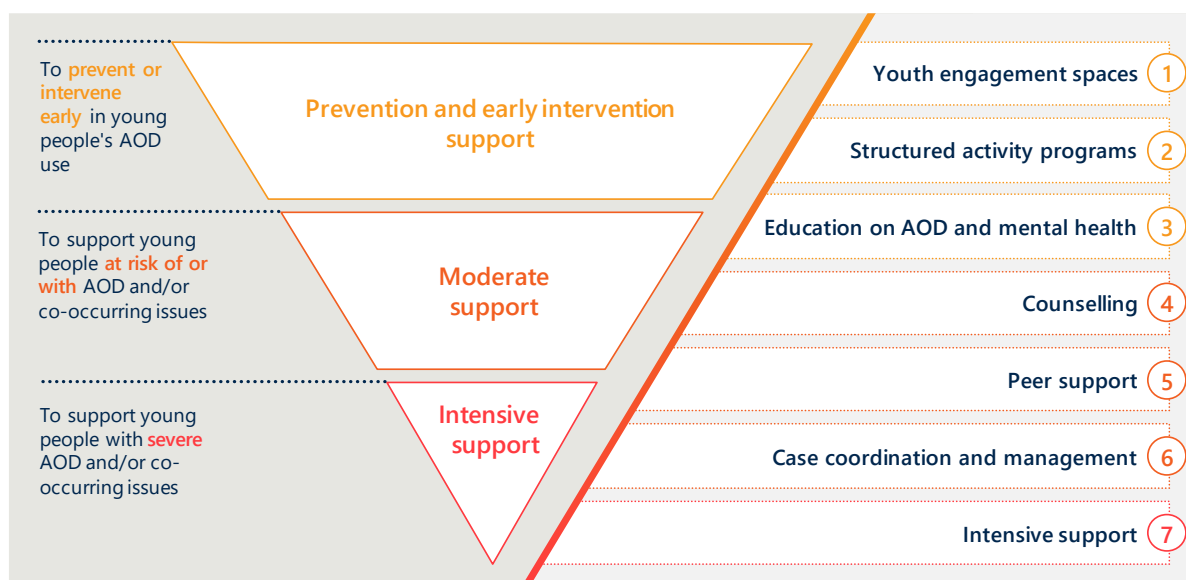 To prevent or
intervene
early in young
people's AOD
use
Prevention and early intervention
support
To support young
people at risk of or
with AOD and/or
co-occurring issues
Moderate
support
To support young
people with severe
AOD and/or co-
occurring issues
Intensive
support
Youth engagement spaces 1
Structured activity programs 2
Education on AOD and mental health 3
Counselling 4
Peer support 5
Case coordination and management 6
Intensive support 7